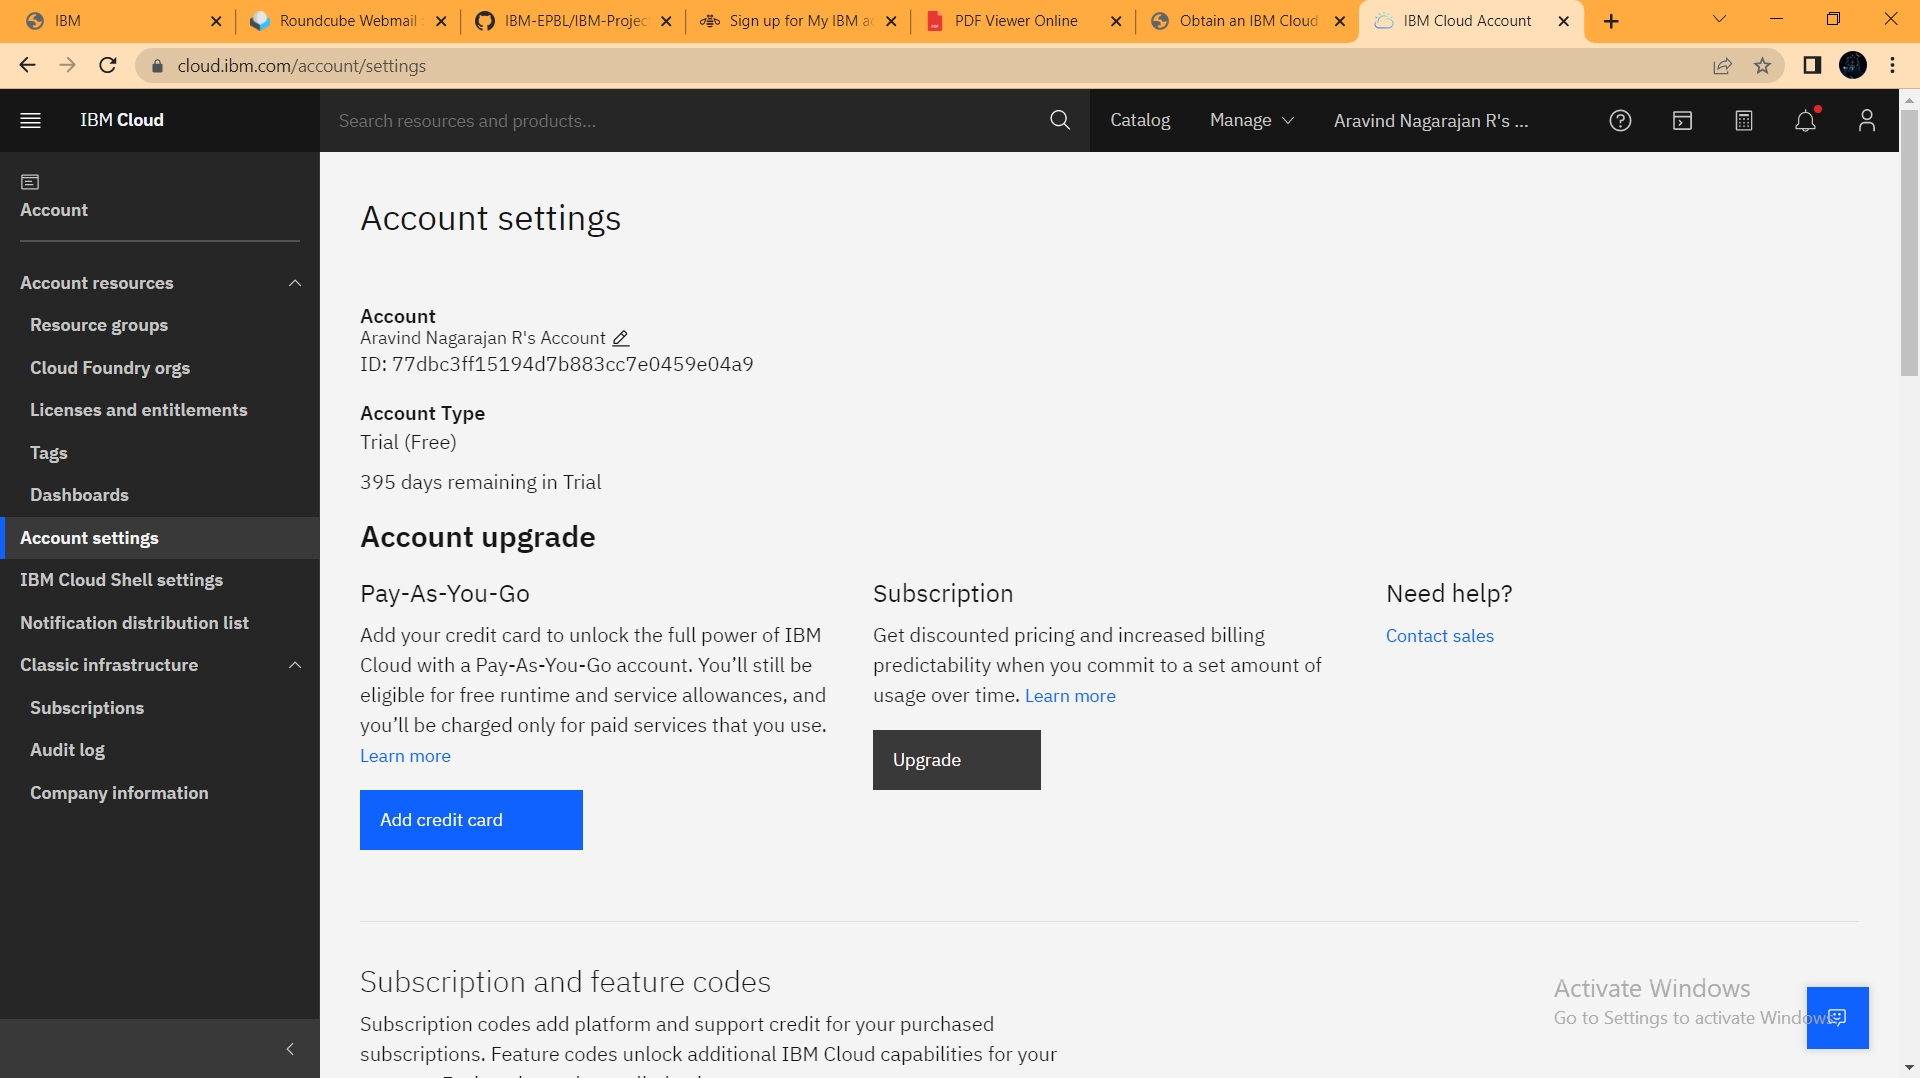 IBM
Roundcube Webmail
IBM-EPBL/IBM-Projec
Sign up for My IBM a
PDF Viewer Online
Obtain an IBM Cloud
IBM Cloud Account
cloud.ibm.com/account/settings
IBM Cloud
Search resources and products...
Catalog
Manage
Aravind Nagarajan R's ...
Account
Account resources
Resource groups
Cloud Foundry orgs
Licenses and entitlements
Tags
Dashboards
Account settings
IBM Cloud Shell settings
Notification distribution list
Classic infrastructure
Subscriptions
Audit log
Company information
Account settings
Account
Aravind Nagarajan R's Account
ID: 77dbc3ff15194d7b883cc7e0459e04a9
Account Type
Trial (Free)
395 days remaining in Trial
Account upgrade
Pay-As-You-Go
Add your credit card to unlock the full power of IBM
Cloud with a Pay-As-You-Go account. You’ll still be
eligible for free runtime and service allowances, and
you’ll be charged only for paid services that you use.
Learn more
Add credit card
Subscription
Get discounted pricing and increased billing
predictability when you commit to a set amount of
usage over time. Learn more
Upgrade
Need help?
Contact sales
Subscription and feature codes
Subscription codes add platform and support credit for your purchased
subscriptions. Feature codes unlock additional IBM Cloud capabilities for your
Activate Windows
Go to Settings to activate Windows